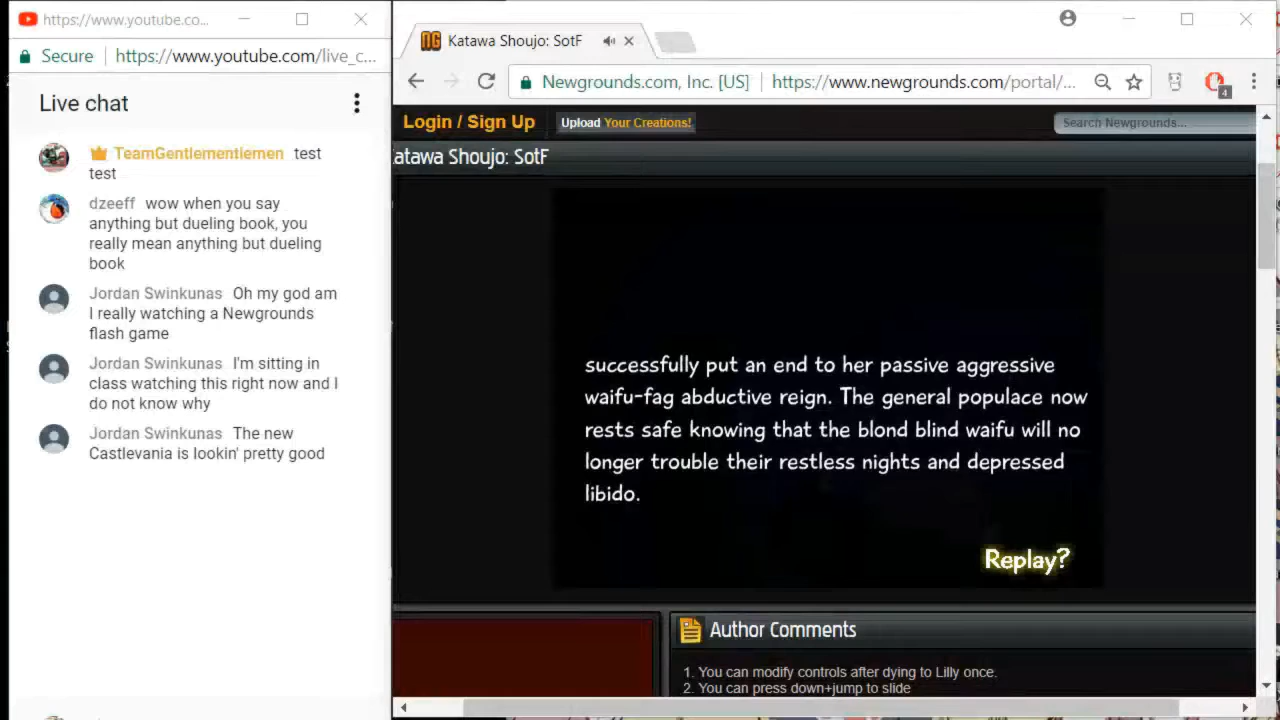 https://www.youtube.co...
Secure https://www.youtube.com/live_c...
Live chat
TeamGentlementlemen test
test
dzeeff wow when you say
anything but dueling book, you
really mean anything but dueling
book
Jordan Swinkunas Oh my god am
I really watching a Newgrounds
flash game
Jordan Swinkunas I'm sitting in
class watching this right now and I
do not know why
Jordan Swinkunas The new
Castlevania is lookin' pretty good
NG Katawa Shoujo: SotF
Newgrounds.com, Inc. [US] https://www.newgrounds.com/portal/...
4
Login / Sign Up Upload Your Creations! Search Newgrounds...
atawa Shoujo: SotF
successfully put an end to her passive aggressive
waifu-fag abductive reign. The general populace now
rests safe knowing that the blond blind waifu will no
longer trouble their restless nights and depressed
libido.
Replay?
Author Comments
1. You can modify controls after dying to Lilly once.
2. You can press down+jump to slide